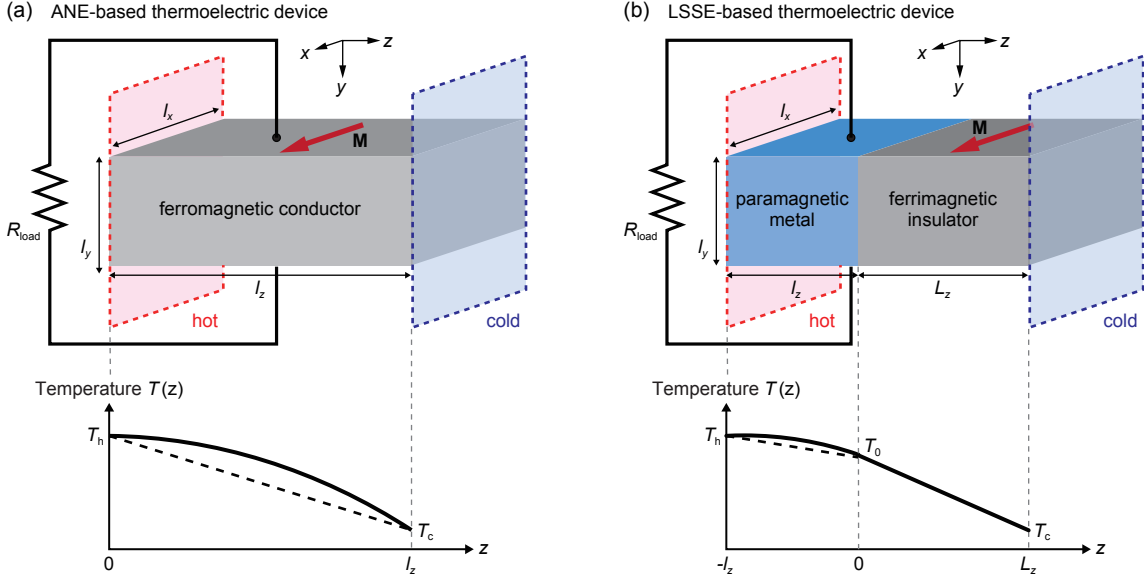 (a) ANE-based thermoelectric device
x
z
y
l_x
M
ferromagnetic conductor
R_load
l_y
l_z
hot
cold
Temperature T(z)
T_h
T_c
0
l_z
z
(b) LSSE-based thermoelectric device
x
z
y
l_x
M
paramagnetic
metal
ferrimagnetic
insulator
R_load
l_y
l_z
L_z
hot
cold
Temperature T(z)
T_h
T_0
T_c
-l_z
0
L_z
z